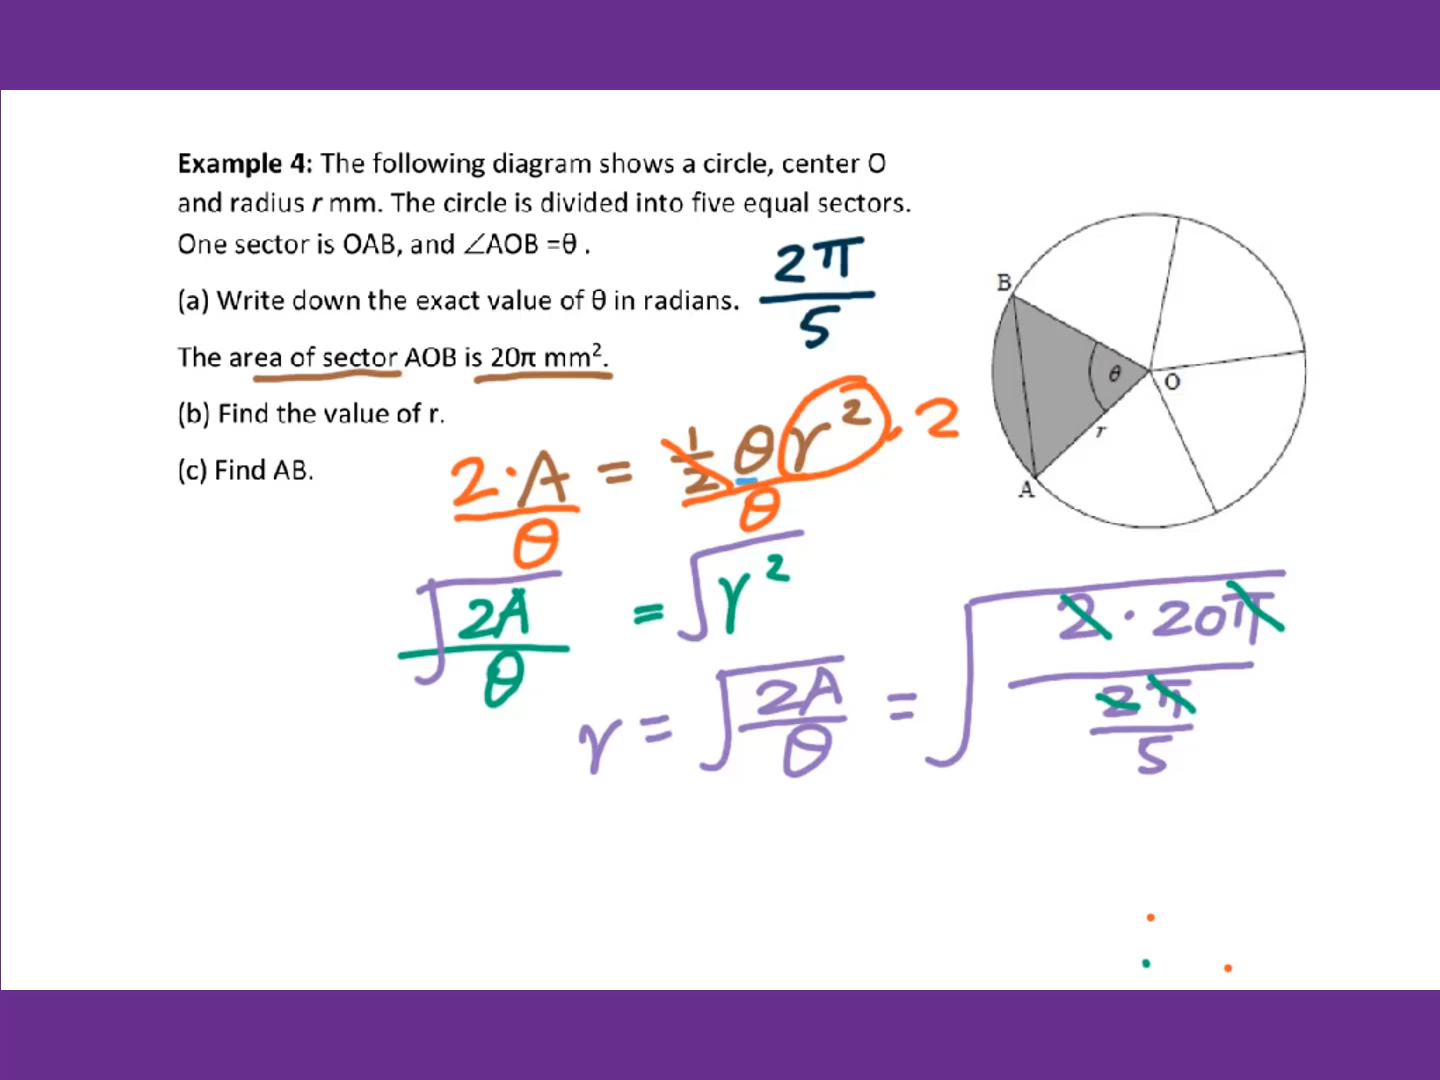 Example 4: The following diagram shows a circle, center O
and radius r mm. The circle is divided into five equal sectors.
One sector is OAB, and ∠AOB =θ .
(a) Write down the exact value of θ in radians.
2π
5
The area of sector AOB is 20π mm².
(b) Find the value of r.
(c) Find AB.
B
θ
O
r
A
2·A/θ = ½θr²·2/θ
√2A/θ = √r²
r = √2A/θ = √2·20π / 2π/5